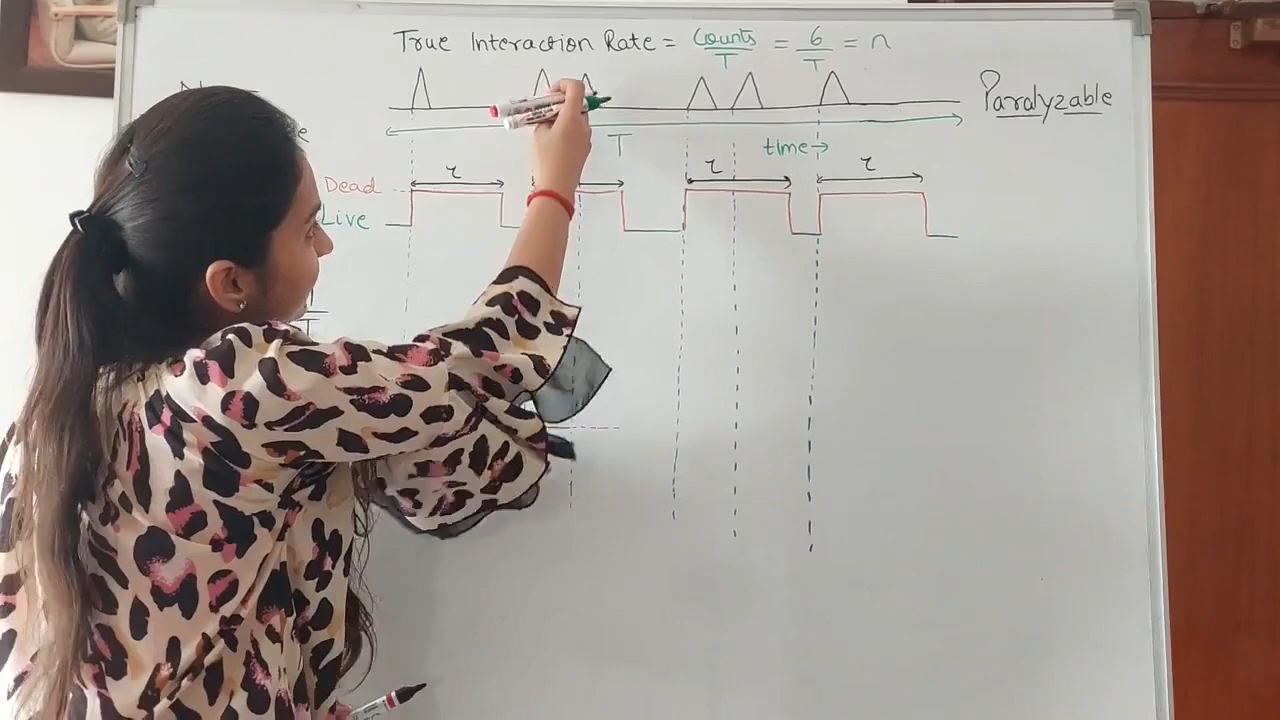 True Interaction Rate = Counts/T = 6/T = n
Paralyzable
T
time →
τ τ τ
Dead
Live
T